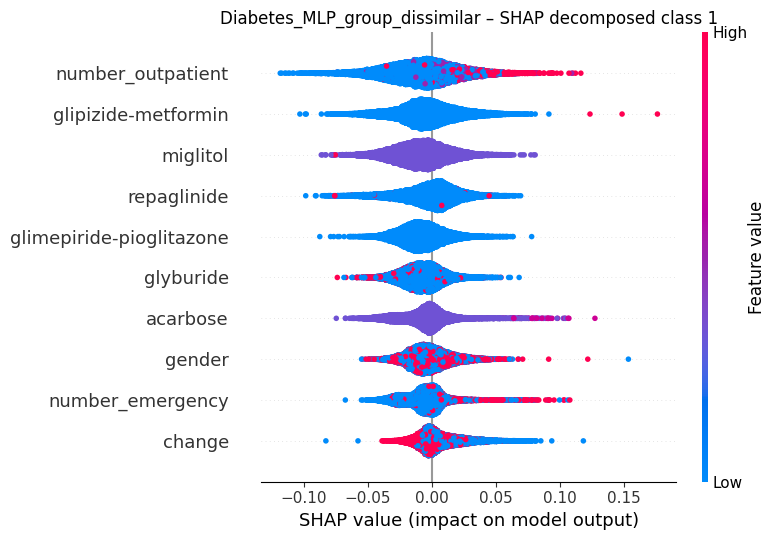 Diabetes_MLP_group_dissimilar – SHAP decomposed class 1
High
number_outpatient
glipizide-metformin
miglitol
repaglinide
glimepiride-pioglitazone
glyburide
acarbose
gender
number_emergency
change
Feature value
Low
−0.10 −0.05 0.00 0.05 0.10 0.15
SHAP value (impact on model output)